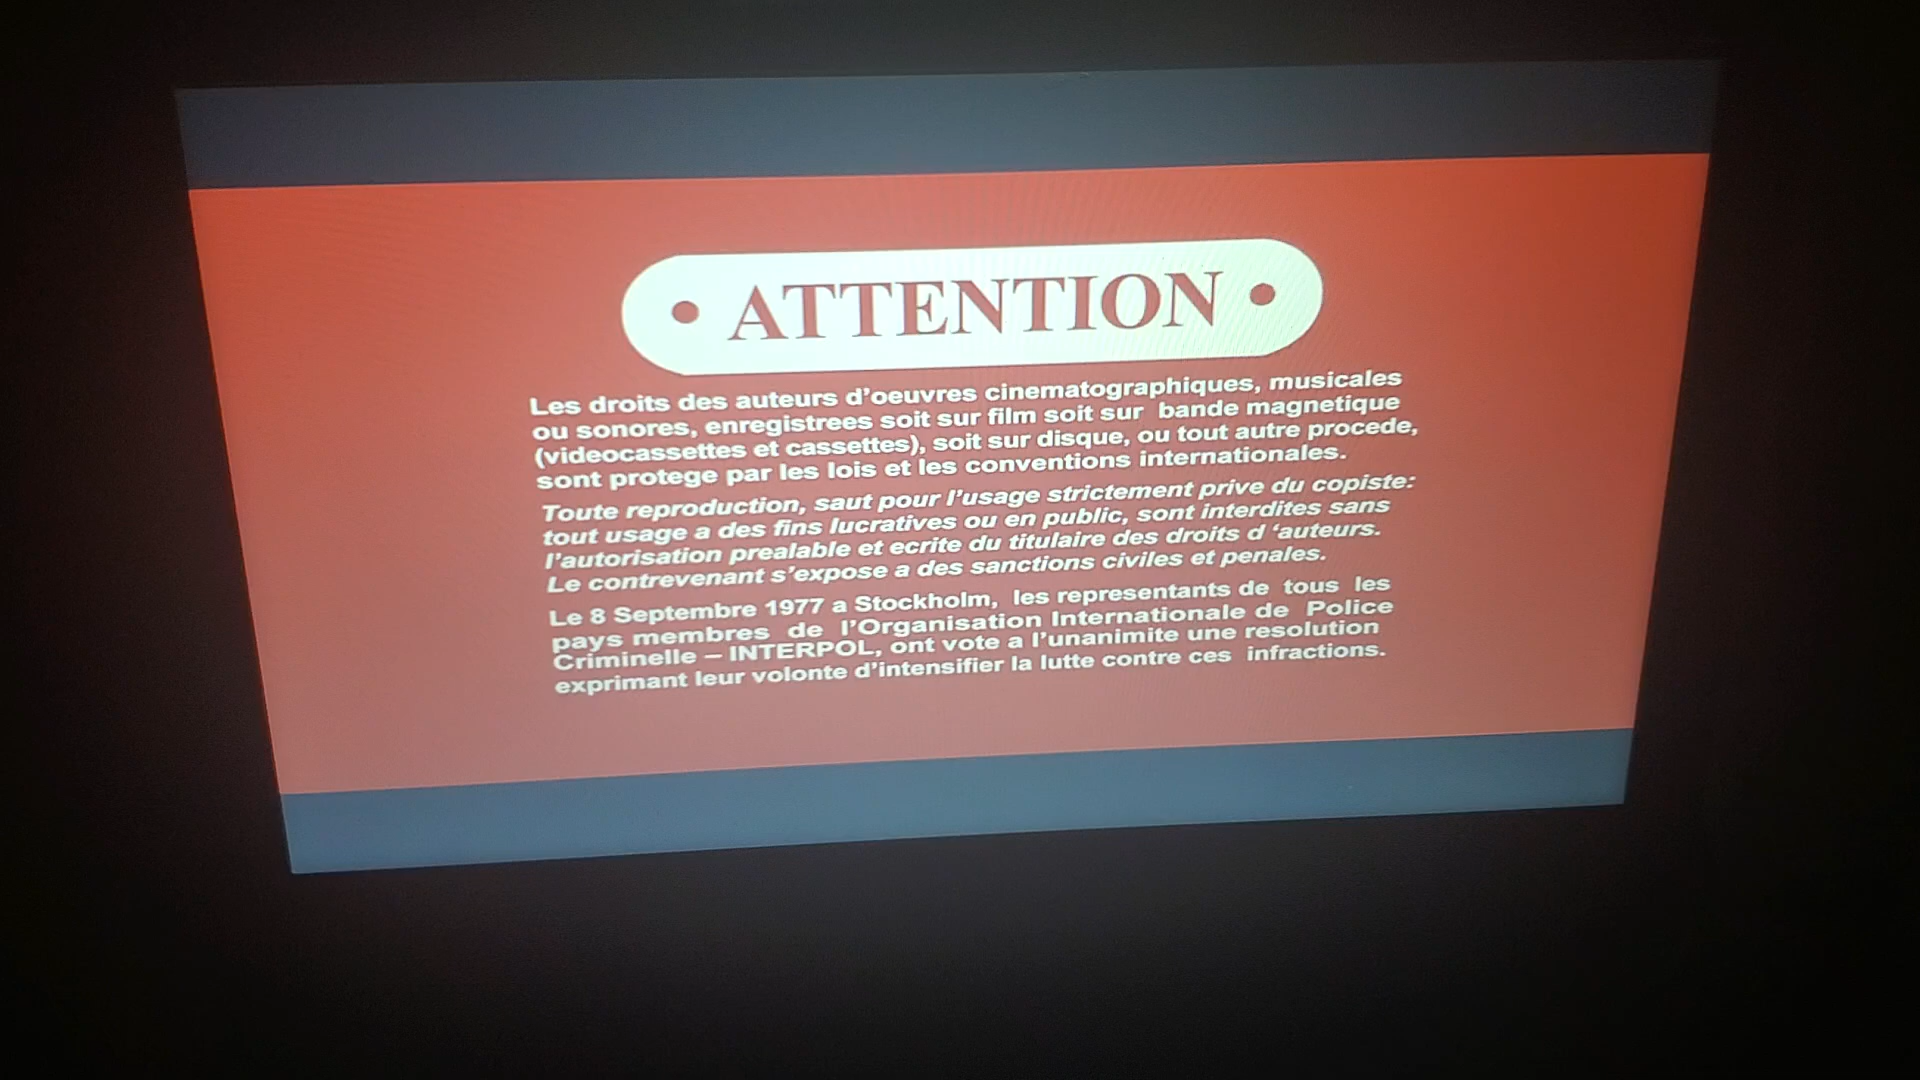 • ATTENTION •
Les droits des auteurs d’oeuvres cinematographiques, musicales
ou sonores, enregistrees soit sur film soit sur bande magnetique
(videocassettes et cassettes), soit sur disque, ou tout autre procede,
sont protege par les lois et les conventions internationales.
Toute reproduction, saut pour l’usage strictement prive du copiste:
tout usage a des fins lucratives ou en public, sont interdites sans
l’autorisation prealable et ecrite du titulaire des droits d ‘auteurs.
Le contrevenant s’expose a des sanctions civiles et penales.
Le 8 Septembre 1977 a Stockholm, les representants de tous les
pays membres de l’Organisation Internationale de Police
Criminelle – INTERPOL, ont vote a l’unanimite une resolution
exprimant leur volonte d’intensifier la lutte contre ces infractions.